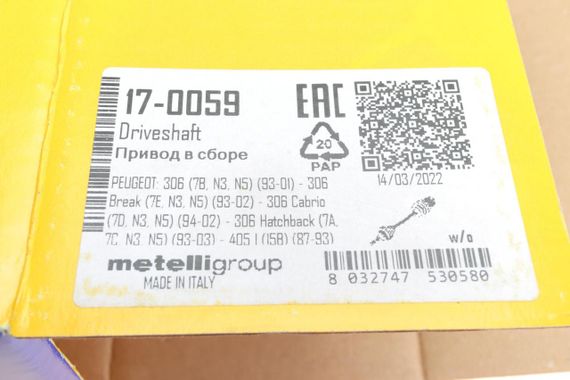 17-0059
EAC
Driveshaft
Привод в сборе
20
PAP
PEUGEOT: 306 (7B, N3, N5) (93-01) - 306
Break (7E, N3, N5) (93-02) - 306 Cabrio
(7D, N3, N5) (94-02) - 306 Hatchback (7A,
7C, N3, N5) (93-03) - 405 I (15B) (87-93)
14/03/2022
w/o
metelligroup
MADE IN ITALY
8 032747 530580